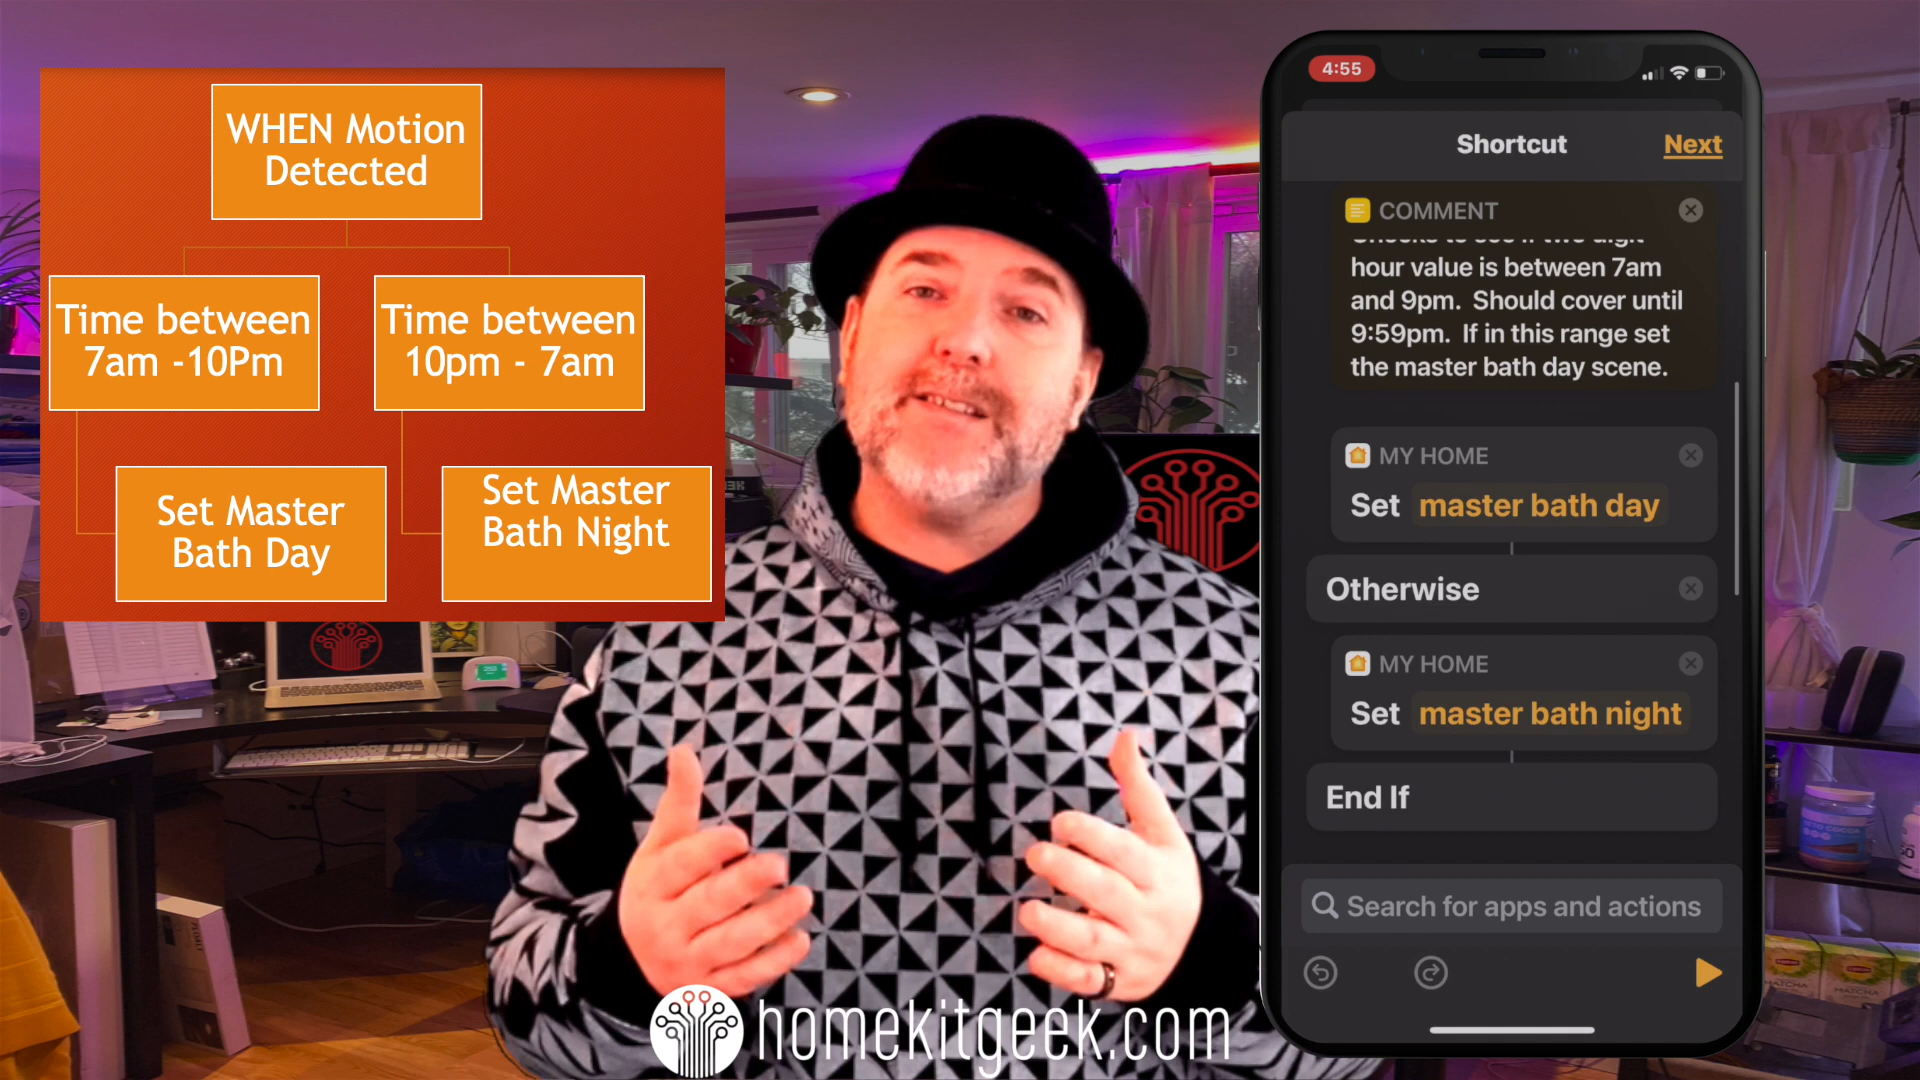 WHEN Motion
Detected
Time between
7am -10Pm
Time between
10pm - 7am
Set Master
Bath Day
Set Master
Bath Night
4:55
Shortcut
Next
COMMENT
hour value is between 7am
and 9pm.  Should cover until
9:59pm.  If in this range set
the master bath day scene.
MY HOME
Set master bath day
Otherwise
MY HOME
Set master bath night
End If
Search for apps and actions
homekitgeek.com
MATCHA